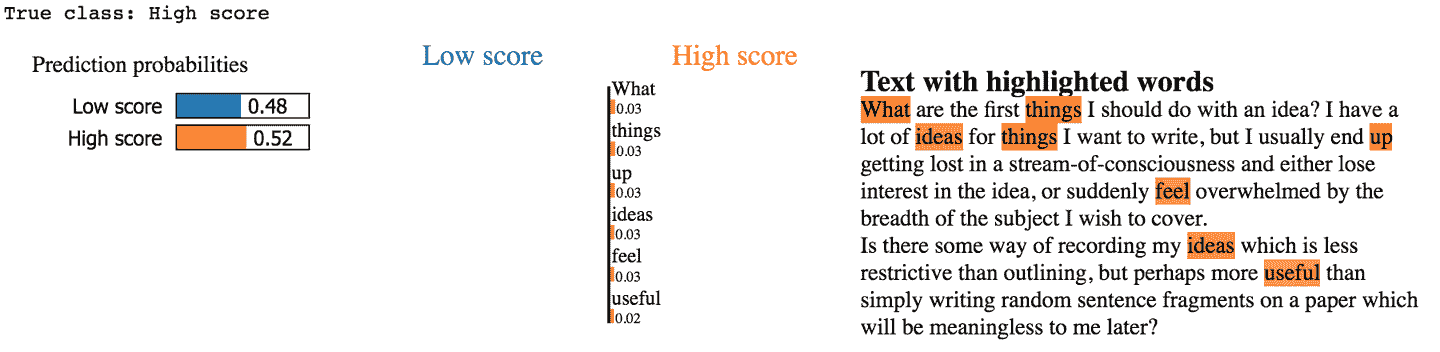 True class: High score
Prediction probabilities
Low score 0.48
High score 0.52
Low score High score
What
0.03
things
0.03
up
0.03
ideas
0.03
feel
0.03
useful
0.02
Text with highlighted words
What are the first things I should do with an idea? I have a
lot of ideas for things I want to write, but I usually end up
getting lost in a stream-of-consciousness and either lose
interest in the idea, or suddenly feel overwhelmed by the
breadth of the subject I wish to cover.
Is there some way of recording my ideas which is less
restrictive than outlining, but perhaps more useful than
simply writing random sentence fragments on a paper which
will be meaningless to me later?